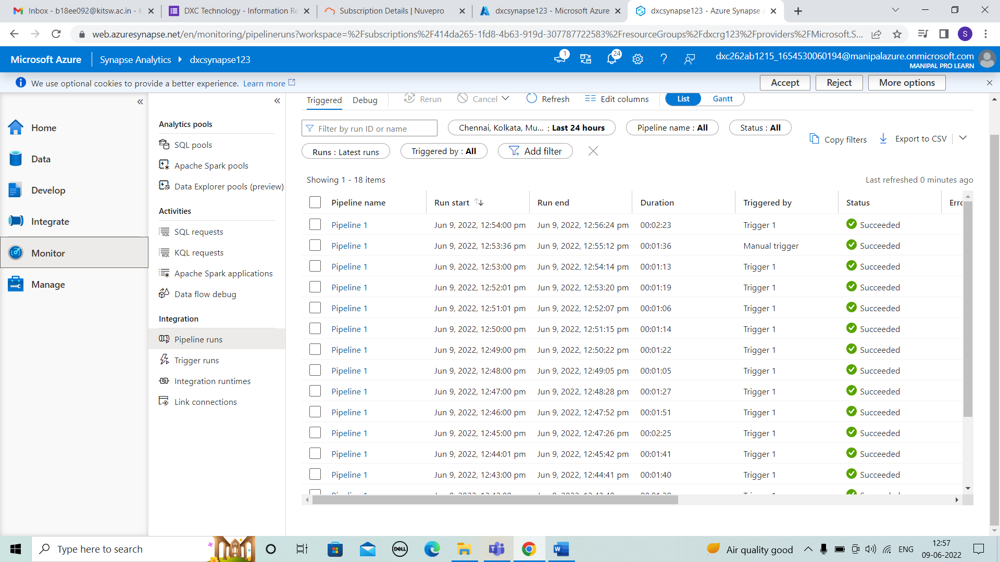 Inbox - b18ee092@kitsw.ac.in - K
DXC Technology - Information Re
Subscription Details | Nuvepro
dxcsynapse123 - Microsoft Azure
dxcsynapse123 - Azure Synapse A
web.azuresynapse.net/en/monitoring/pipelineruns?workspace=%2Fsubscriptions%2F414da265-1fd8-4b63-919d-307787722583%2FresourceGroups%2Fdxcrg123%2Fproviders%2FMicrosoft.S...
S
Microsoft Azure
Synapse Analytics
dxcsynapse123
1
24
dxc262ab1215_1654530060194@manipalazure.onmicrosoft.com
MANIPAL PRO LEARN
We use optional cookies to provide a better experience. Learn more
Accept
Reject
More options
Home
Data
Develop
Integrate
Monitor
Manage
Analytics pools
SQL pools
Apache Spark pools
Data Explorer pools (preview)
Activities
SQL requests
KQL requests
Apache Spark applications
Data flow debug
Integration
Pipeline runs
Trigger runs
Integration runtimes
Link connections
Triggered Debug Rerun Cancel Refresh Edit columns List Gantt
Filter by run ID or name
Chennai, Kolkata, Mu... : Last 24 hours
Pipeline name : All
Status : All
Runs : Latest runs
Triggered by : All
Add filter
Copy filters
Export to CSV
Showing 1 - 18 items
Last refreshed 0 minutes ago
Pipeline name Run start Run end Duration Triggered by Status Erro
Pipeline 1 Jun 9, 2022, 12:54:00 pm Jun 9, 2022, 12:56:24 pm 00:02:23 Trigger 1 Succeeded
Pipeline 1 Jun 9, 2022, 12:53:36 pm Jun 9, 2022, 12:55:12 pm 00:01:36 Manual trigger Succeeded
Pipeline 1 Jun 9, 2022, 12:53:00 pm Jun 9, 2022, 12:54:14 pm 00:01:13 Trigger 1 Succeeded
Pipeline 1 Jun 9, 2022, 12:52:01 pm Jun 9, 2022, 12:53:20 pm 00:01:19 Trigger 1 Succeeded
Pipeline 1 Jun 9, 2022, 12:51:01 pm Jun 9, 2022, 12:52:07 pm 00:01:06 Trigger 1 Succeeded
Pipeline 1 Jun 9, 2022, 12:50:00 pm Jun 9, 2022, 12:51:15 pm 00:01:14 Trigger 1 Succeeded
Pipeline 1 Jun 9, 2022, 12:49:00 pm Jun 9, 2022, 12:50:22 pm 00:01:22 Trigger 1 Succeeded
Pipeline 1 Jun 9, 2022, 12:48:00 pm Jun 9, 2022, 12:49:05 pm 00:01:05 Trigger 1 Succeeded
Pipeline 1 Jun 9, 2022, 12:47:00 pm Jun 9, 2022, 12:48:28 pm 00:01:27 Trigger 1 Succeeded
Pipeline 1 Jun 9, 2022, 12:46:00 pm Jun 9, 2022, 12:47:52 pm 00:01:51 Trigger 1 Succeeded
Pipeline 1 Jun 9, 2022, 12:45:00 pm Jun 9, 2022, 12:47:26 pm 00:02:25 Trigger 1 Succeeded
Pipeline 1 Jun 9, 2022, 12:44:01 pm Jun 9, 2022, 12:45:42 pm 00:01:41 Trigger 1 Succeeded
Pipeline 1 Jun 9, 2022, 12:43:00 pm Jun 9, 2022, 12:44:41 pm 00:01:40 Trigger 1 Succeeded
Type here to search
DELL
Air quality good
ENG
12:57
09-06-2022